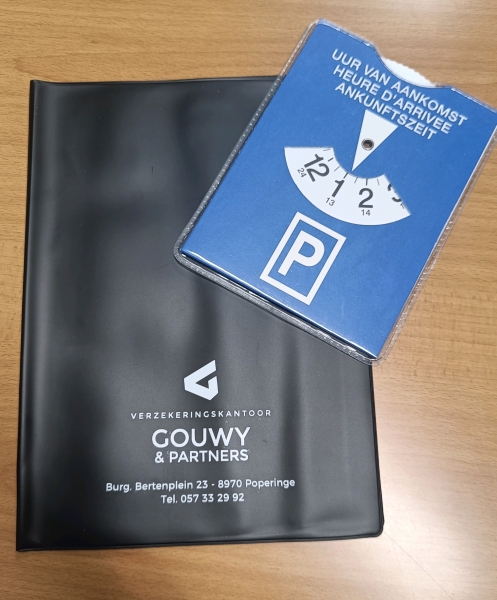 UUR VAN AANKOMST
HEURE D'ARRIVEE
ANKUNFTSZEIT
12 1 2
24 13 14
P
VERZEKERINGSKANTOOR
GOUWY
& PARTNERS
Burg. Bertenplein 23 - 8970 Poperinge
Tel. 057 33 29 92